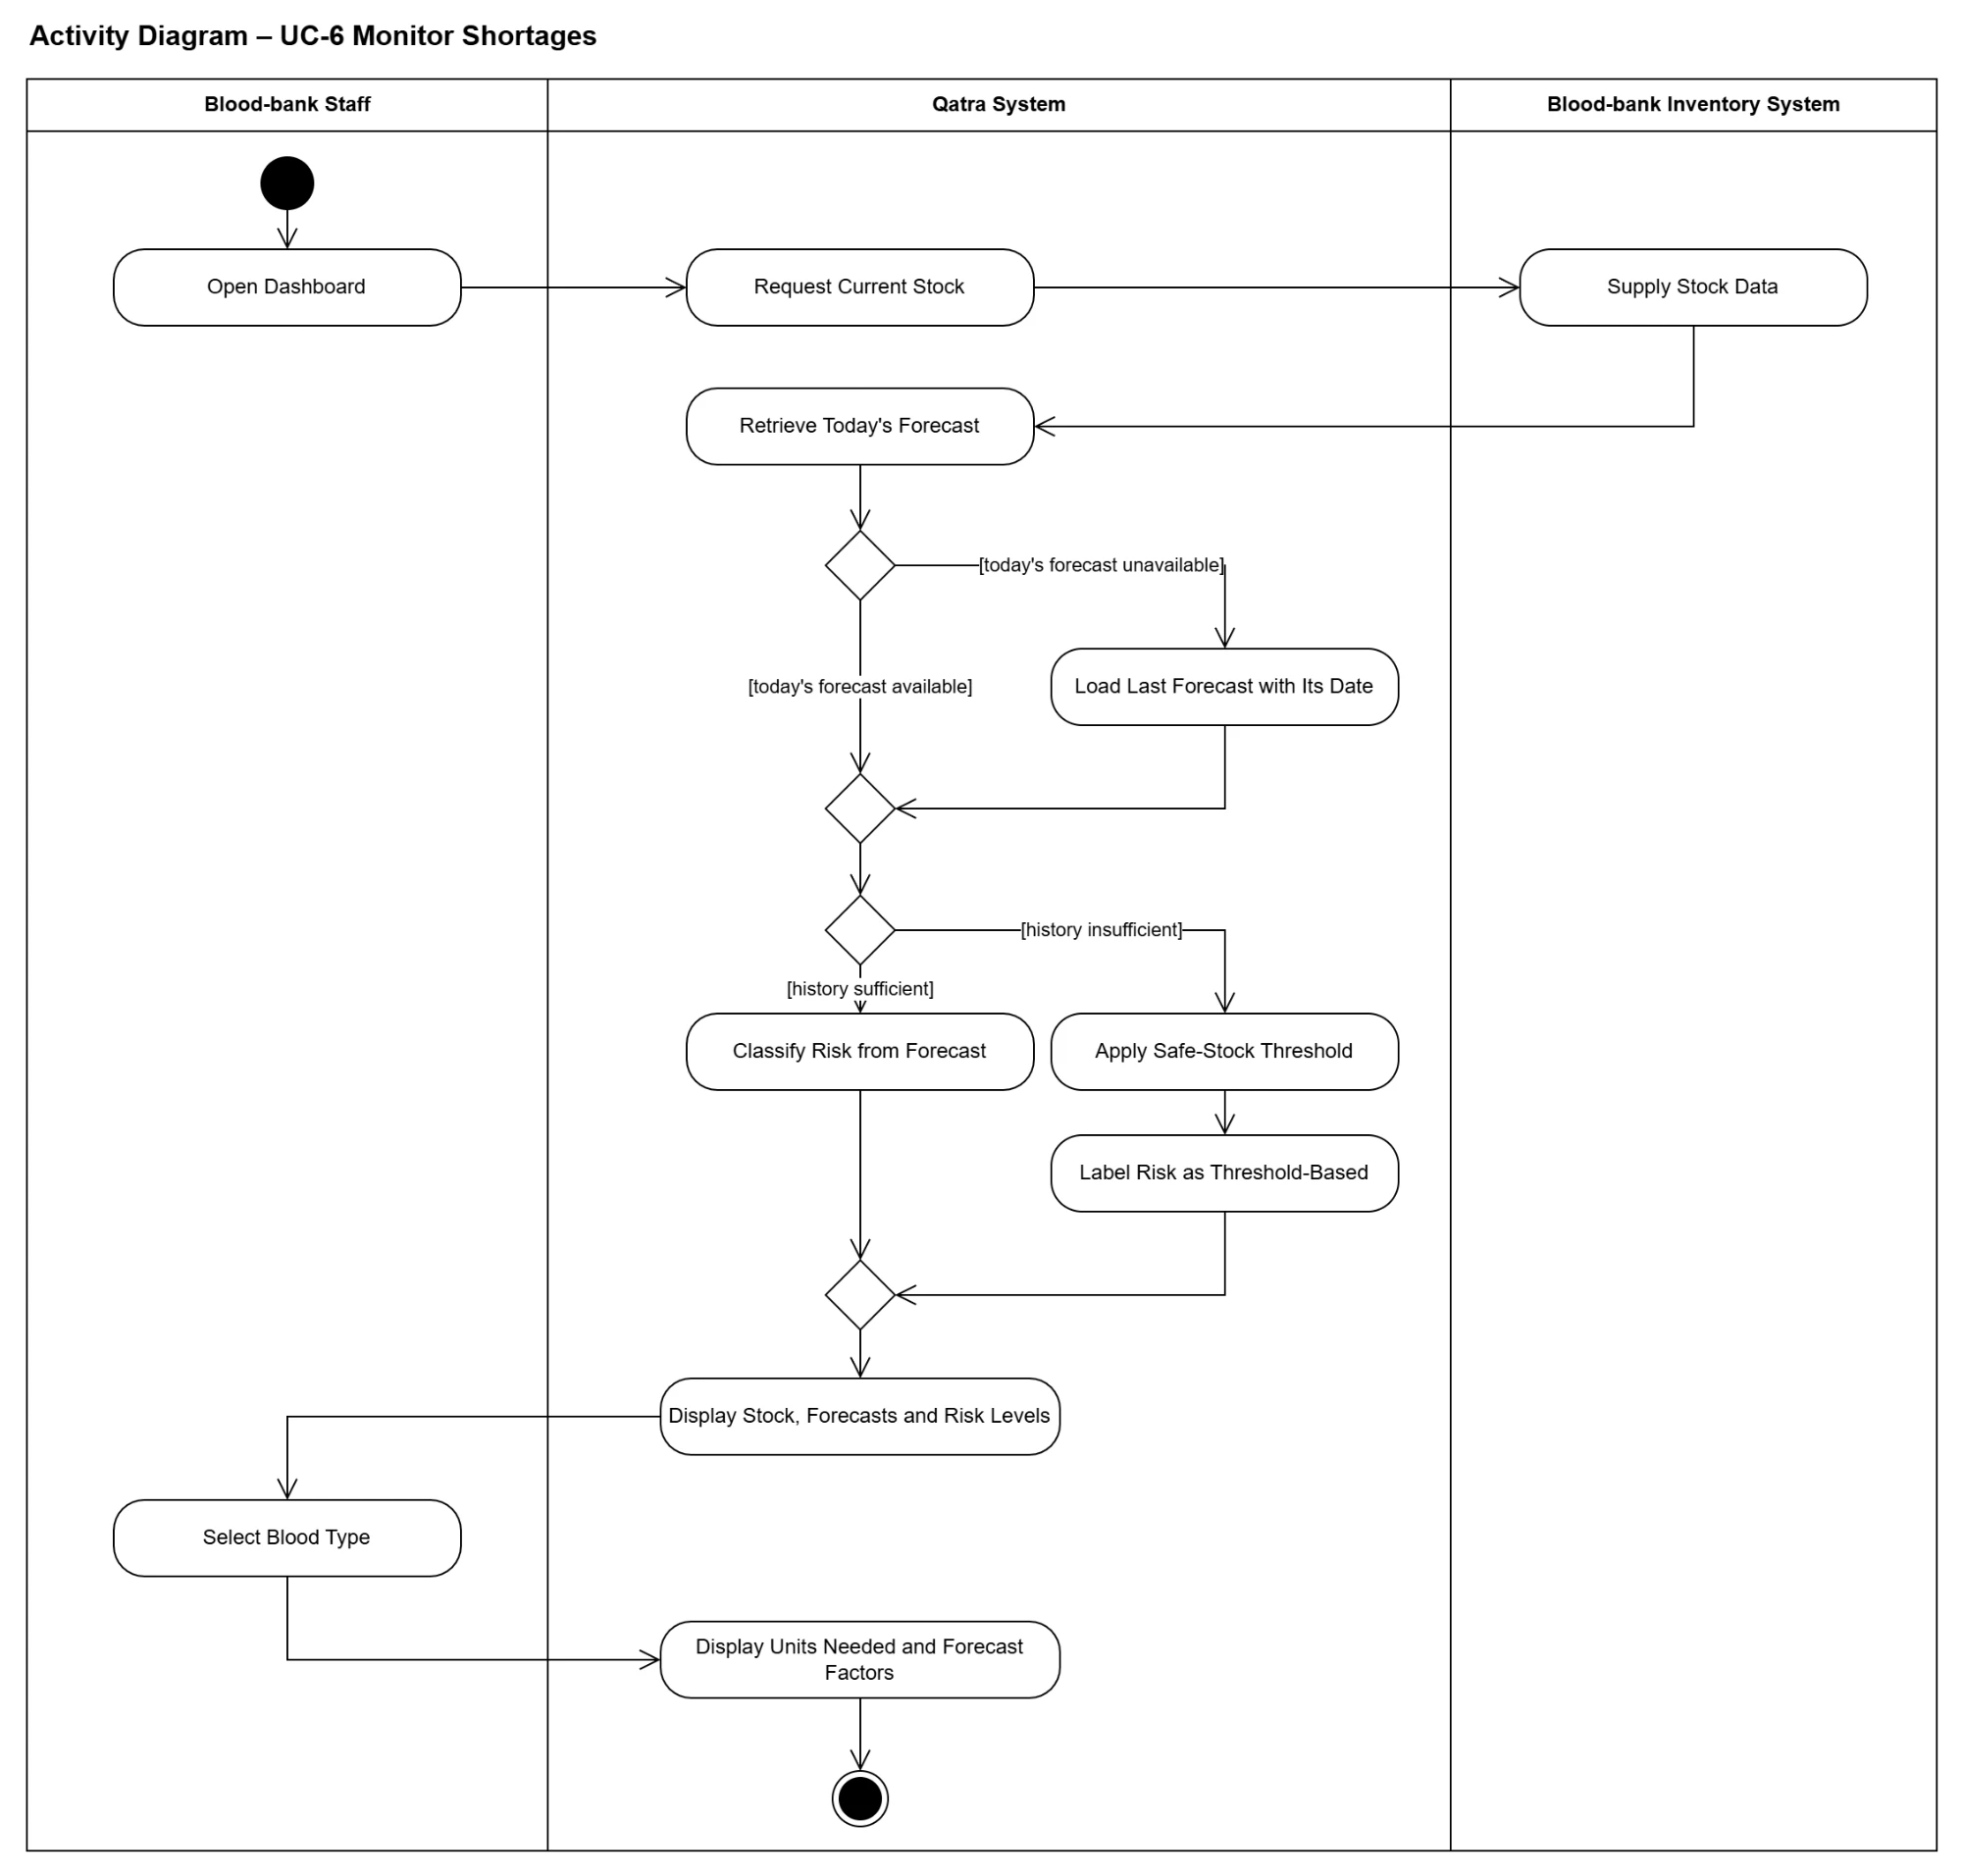 Activity Diagram – UC-6 Monitor Shortages
Blood-bank Staff
Qatra System
Blood-bank Inventory System
Open Dashboard
Request Current Stock
Supply Stock Data
Retrieve Today's Forecast
[today's forecast unavailable]
[today's forecast available]
Load Last Forecast with Its Date
[history insufficient]
[history sufficient]
Classify Risk from Forecast
Apply Safe-Stock Threshold
Label Risk as Threshold-Based
Display Stock, Forecasts and Risk Levels
Select Blood Type
Display Units Needed and Forecast
Factors